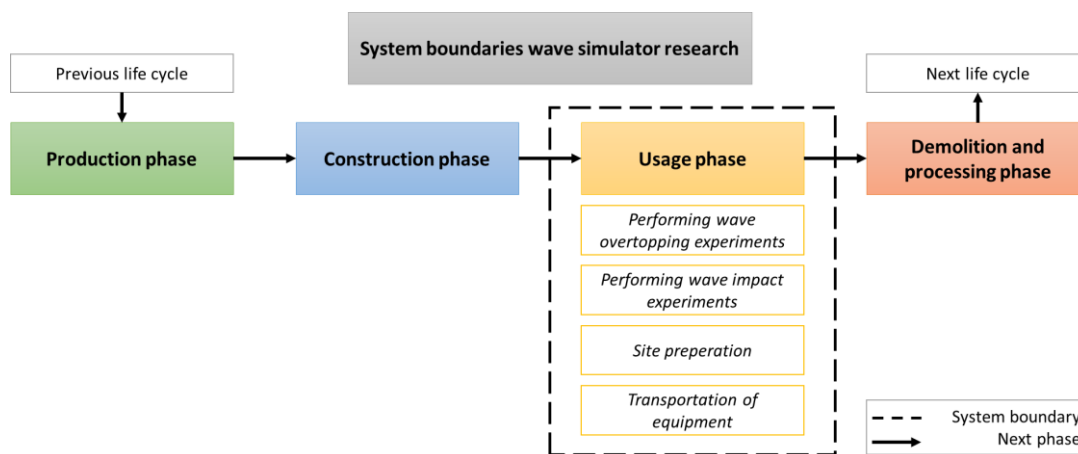 System boundaries wave simulator research
Previous life cycle
Next life cycle
Production phase
Construction phase
Usage phase
Demolition and
processing phase
Performing wave
overtopping experiments
Performing wave impact
experiments
Site preperation
Transportation of
equipment
System boundary
Next phase